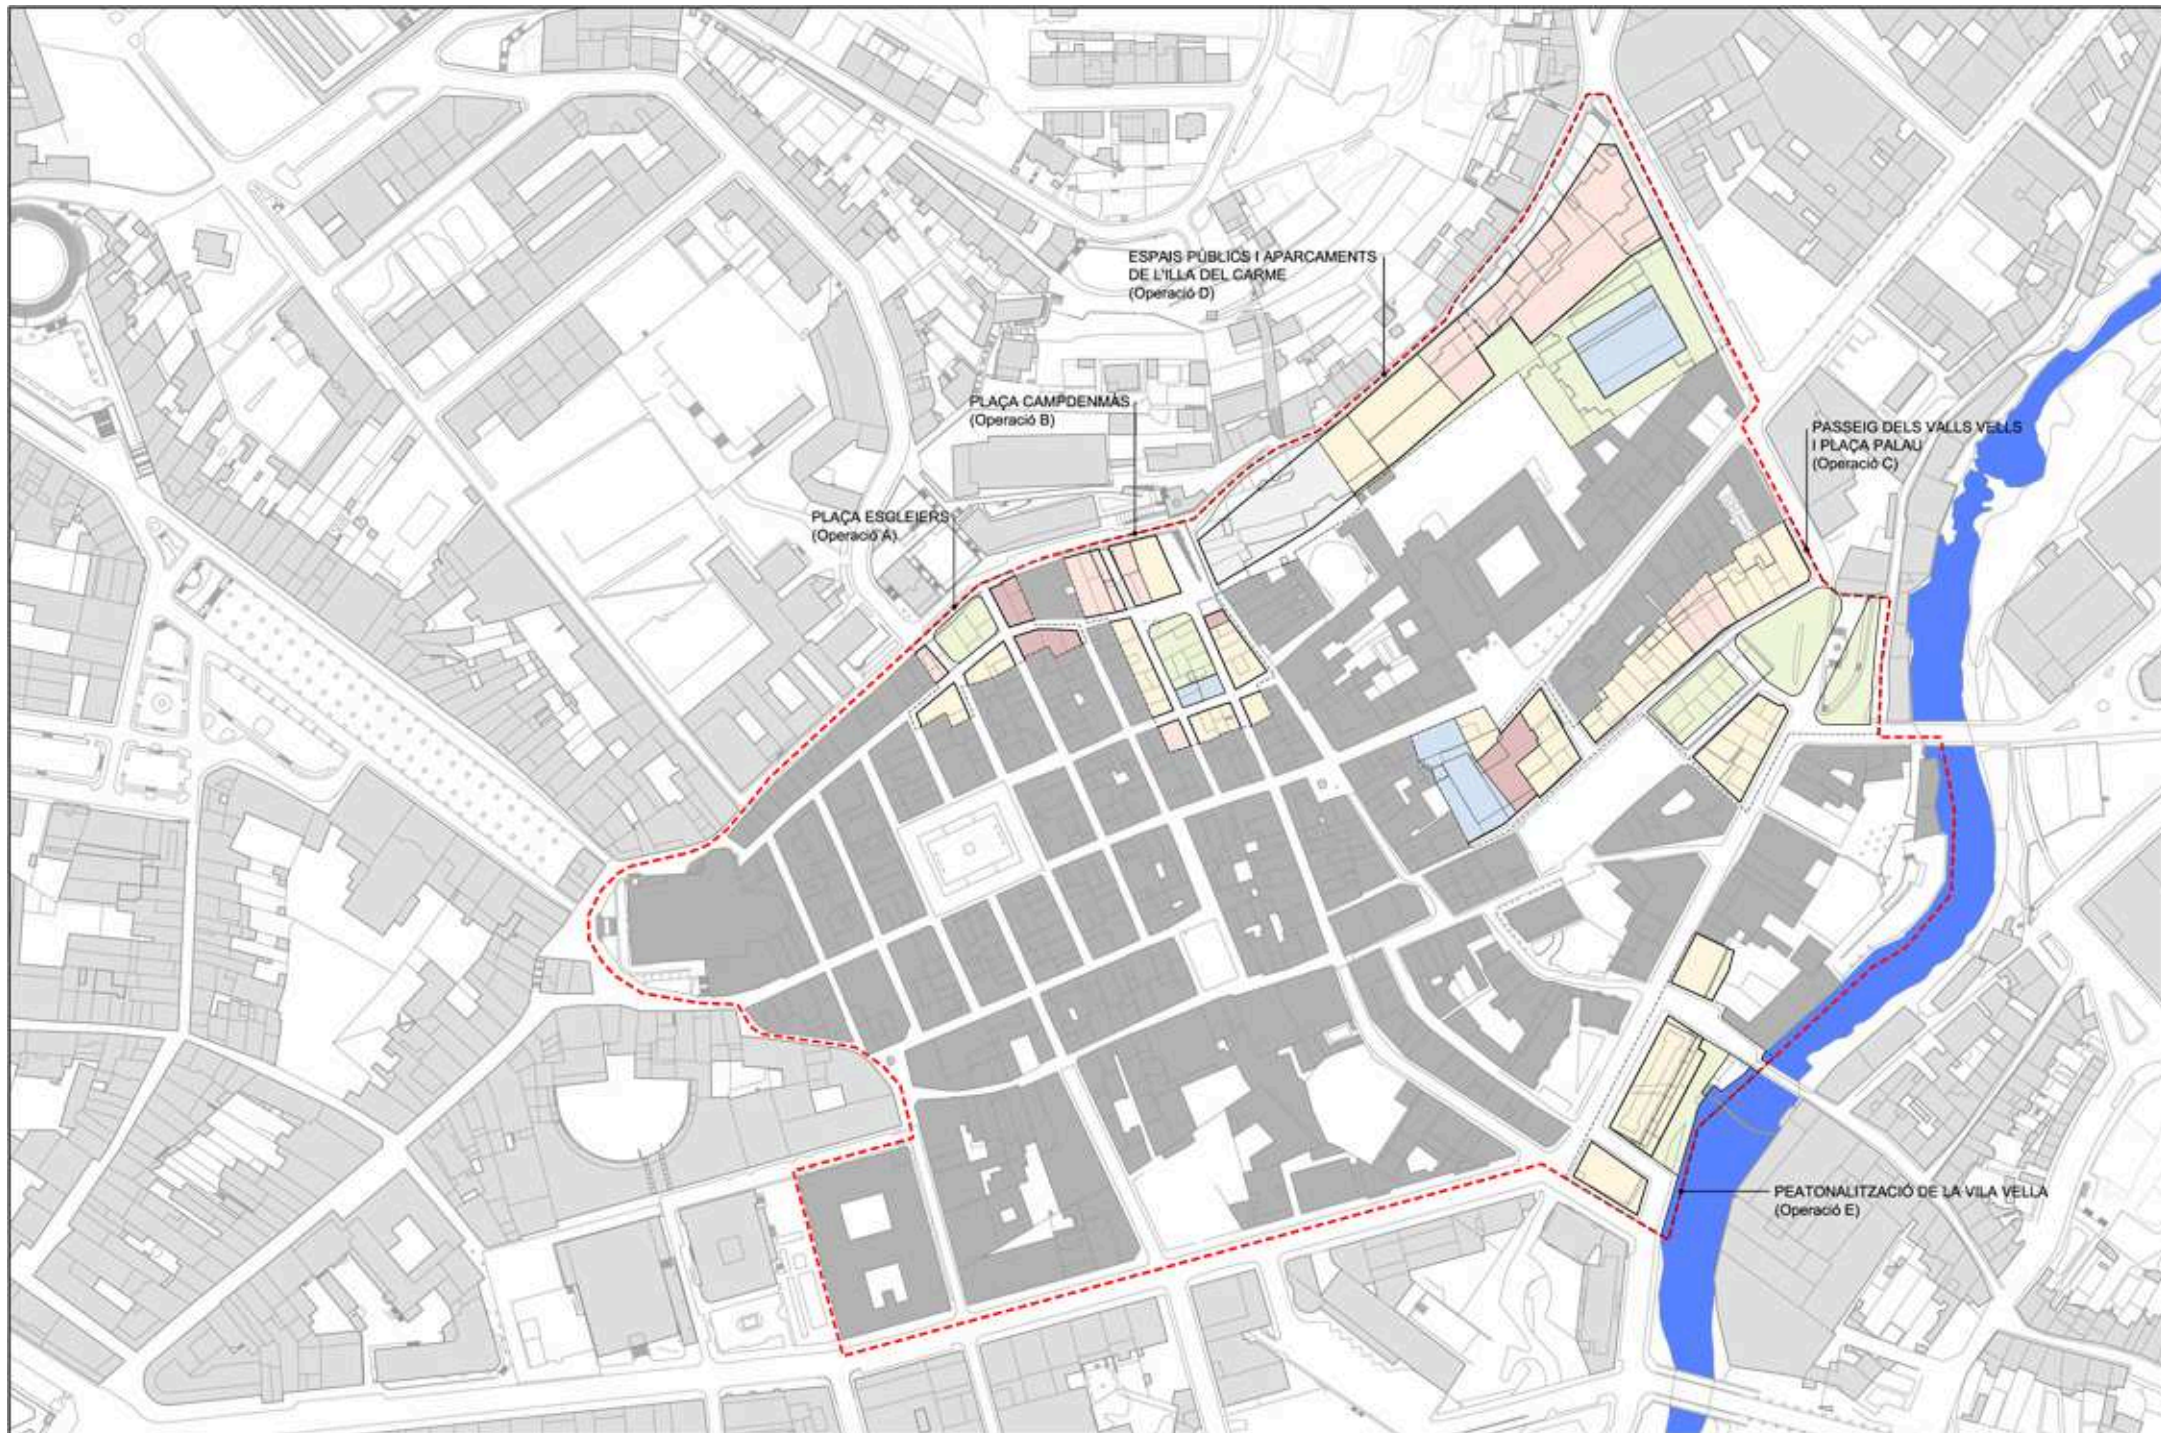 ESPAIS PÚBLICS I APARCAMENTS
DE L'ILLA DEL CARME
(Operació D)
PLAÇA CAMPDENMÀS
(Operació B)
PASSEIG DELS VALLS VELLS
I PLAÇA PALAU
(Operació C)
PLAÇA ESGLEIERS
(Operació A)
PEATONALITZACIÓ DE LA VILA VELLA
(Operació E)